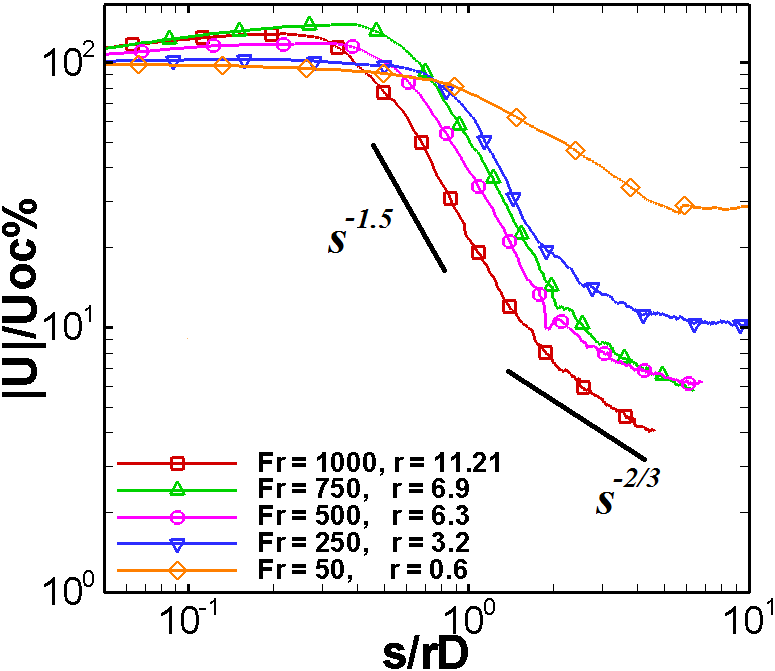 10²
|U|/Uoc%
s⁻¹·⁵
10¹
s⁻²/³
Fr = 1000, r = 11.21
Fr = 750, r = 6.9
Fr = 500, r = 6.3
Fr = 250, r = 3.2
Fr = 50, r = 0.6
10⁰
10⁻¹ 10⁰ 10¹
s/rD